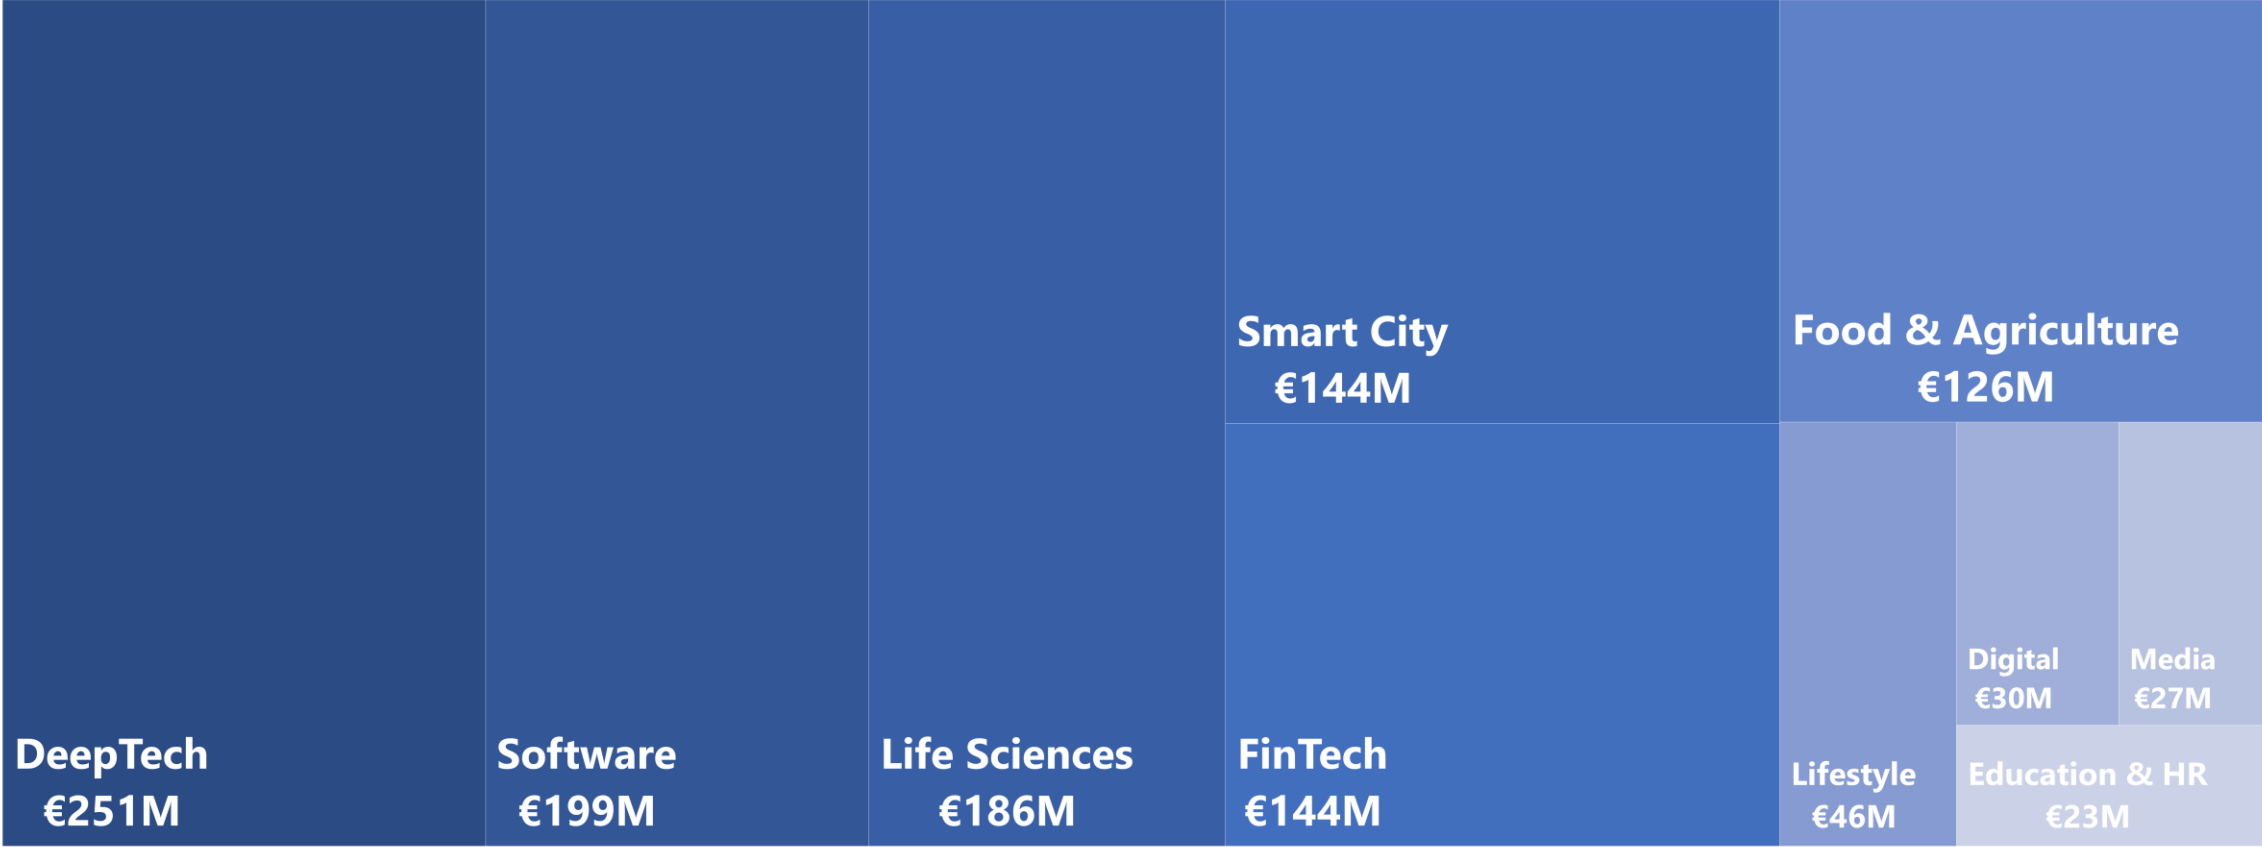 DeepTech
€251M
Software
€199M
Life Sciences
€186M
Smart City
€144M
FinTech
€144M
Food & Agriculture
€126M
Lifestyle
€46M
Digital
€30M
Media
€27M
Education & HR
€23M